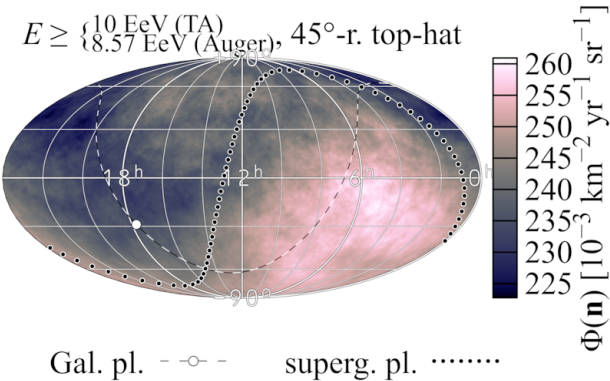 E ≥ {10 EeV (TA)
8.57 EeV (Auger), 45°-r. top-hat
+90°
18h 12h 6h 0h
-90°
260
255
250
245
240
235
230
225
Φ(n) [10⁻³ km⁻² yr⁻¹ sr⁻¹]
Gal. pl. superg. pl.